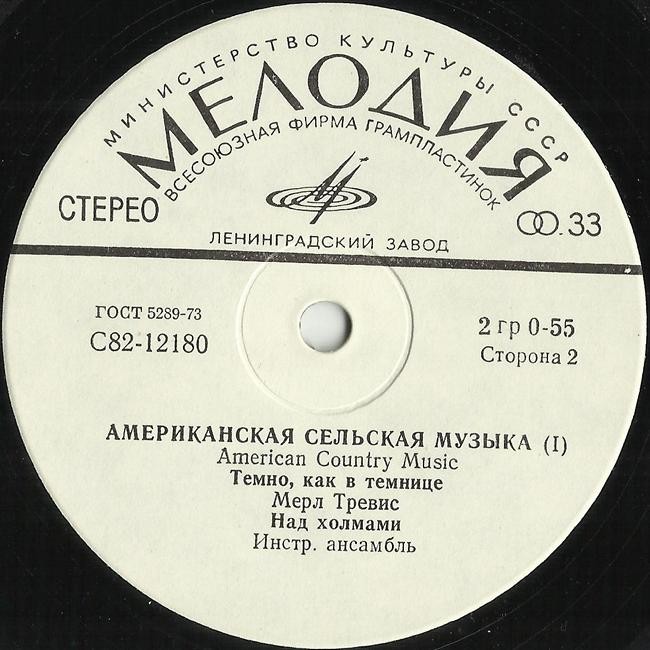 МИНИСТЕРСТВО КУЛЬТУРЫ СССР
МЕЛОДИЯ
ВСЕСОЮЗНАЯ ФИРМА ГРАМПЛАСТИНОК
СТЕРЕО
33
ЛЕНИНГРАДСКИЙ ЗАВОД
ГОСТ 5289-73
С82-12180
2 гр 0-55
Сторона 2
АМЕРИКАНСКАЯ СЕЛЬСКАЯ МУЗЫКА (I)
American Country Music
Темно, как в темнице
Мерл Тревис
Над холмами
Инстр. ансамбль